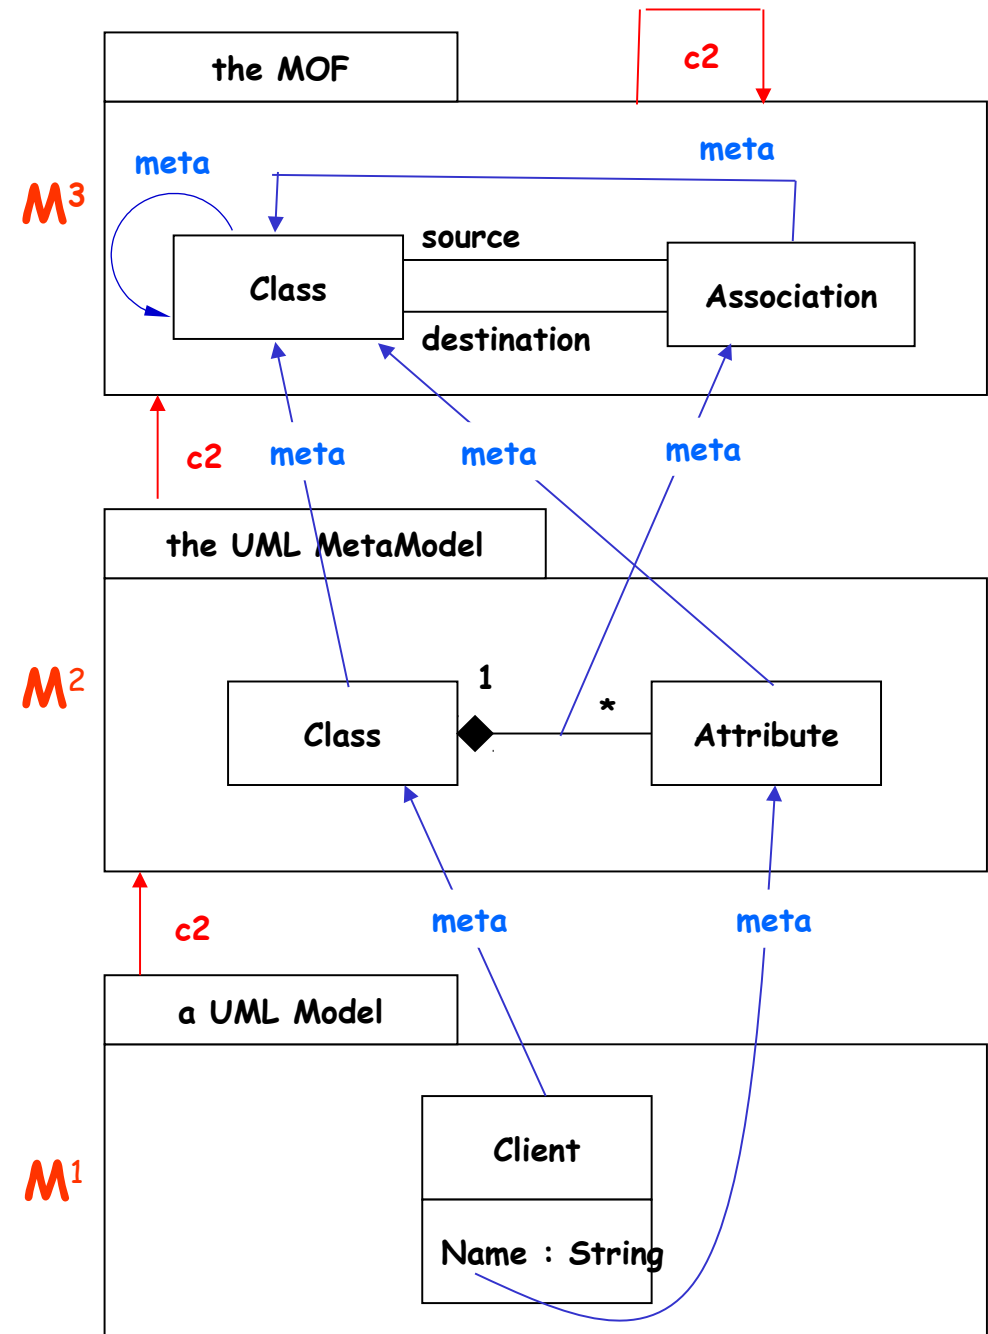 c2
the MOF
meta
meta
M3
source
Class
Association
destination
c2
meta
meta
meta
the UML MetaModel
M2
1
*
Class
Attribute
c2
meta
meta
a UML Model
M1
Client
Name : String